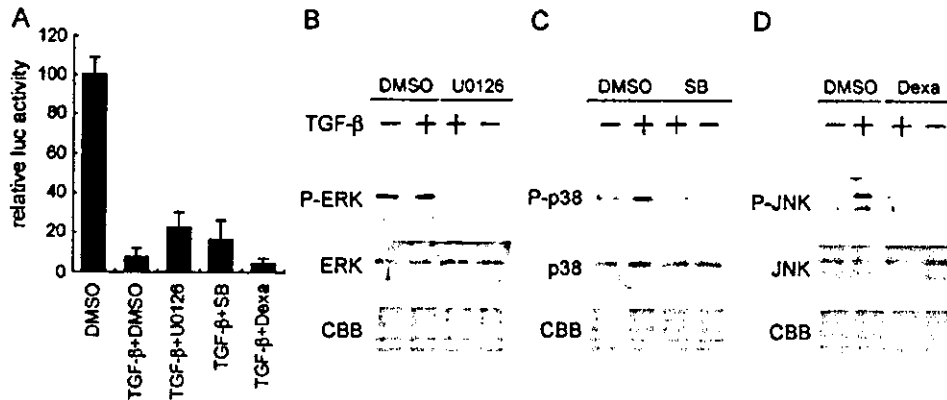 A
relative luc activity
120
100
80
60
40
20
0
DMSO
TGF-β+DMSO
TGF-β+U0126
TGF-β+SB
TGF-β+Dexa
B
DMSO U0126
TGF-β − + + −
P-ERK
ERK
CBB
C
DMSO SB
− + + −
P-p38
p38
CBB
D
DMSO Dexa
− + + −
P-JNK
JNK
CBB